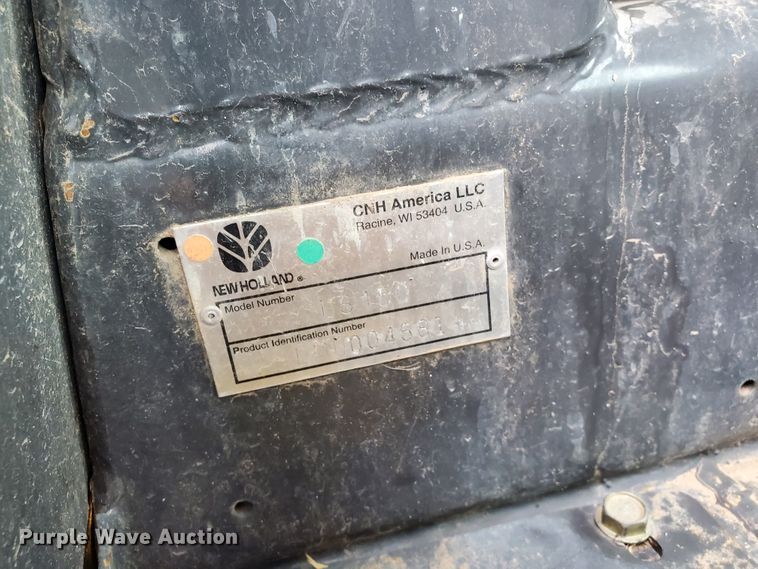 CNH America LLC
Racine, WI 53404 U.S.A.
NEW HOLLAND ®
Made In U.S.A.
Model Number
Product Identification Number
Purple Wave Auction